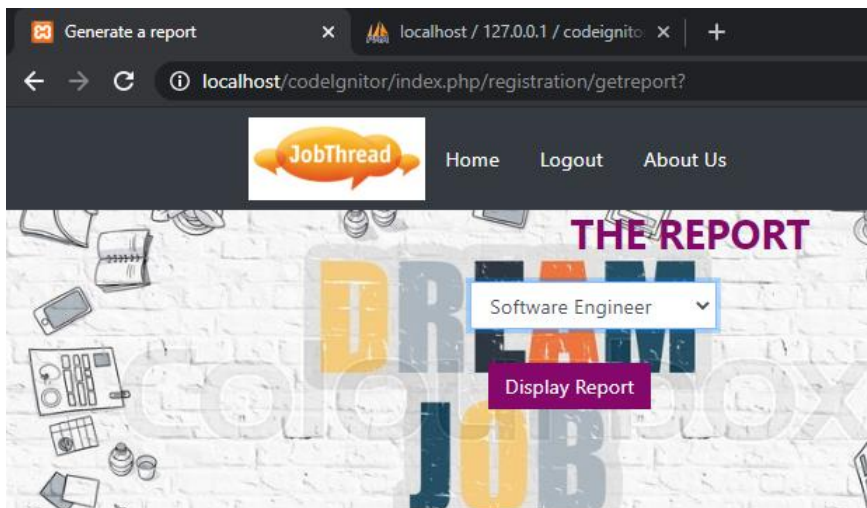 Generate a report
localhost / 127.0.0.1 / codeignito
localhost/codeIgnitor/index.php/registration/getreport?
JobThread
Home Logout About Us
THE REPORT
DREAM
Software Engineer
Display Report
Colourbox
JOB